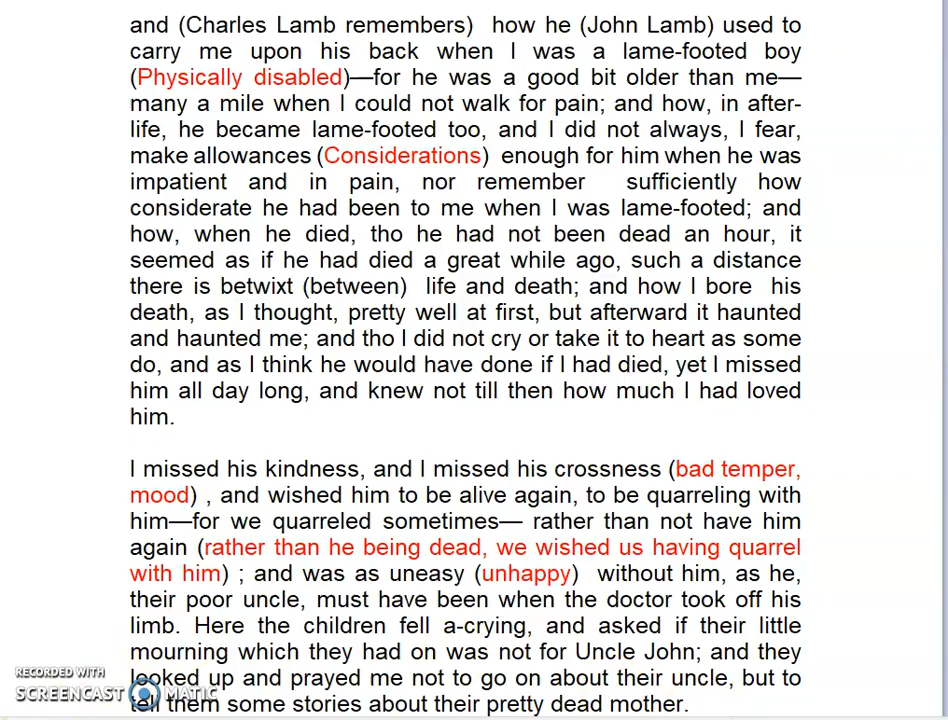 and (Charles Lamb remembers) how he (John Lamb) used to
carry me upon his back when I was a lame-footed boy
(Physically disabled)—for he was a good bit older than me—
many a mile when I could not walk for pain; and how, in after-
life, he became lame-footed too, and I did not always, I fear,
make allowances (Considerations) enough for him when he was
impatient and in pain, nor remember sufficiently how
considerate he had been to me when I was lame-footed; and
how, when he died, tho he had not been dead an hour, it
seemed as if he had died a great while ago, such a distance
there is betwixt (between) life and death; and how I bore his
death, as I thought, pretty well at first, but afterward it haunted
and haunted me; and tho I did not cry or take it to heart as some
do, and as I think he would have done if I had died, yet I missed
him all day long, and knew not till then how much I had loved
him.
I missed his kindness, and I missed his crossness (bad temper,
mood) , and wished him to be alive again, to be quarreling with
him—for we quarreled sometimes— rather than not have him
again (rather than he being dead, we wished us having quarrel
with him) ; and was as uneasy (unhappy) without him, as he,
their poor uncle, must have been when the doctor took off his
limb. Here the children fell a-crying, and asked if their little
mourning which they had on was not for Uncle John; and they
looked up and prayed me not to go on about their uncle, but to
tell them some stories about their pretty dead mother.
RECORDED WITH
SCREENCAST MATIC